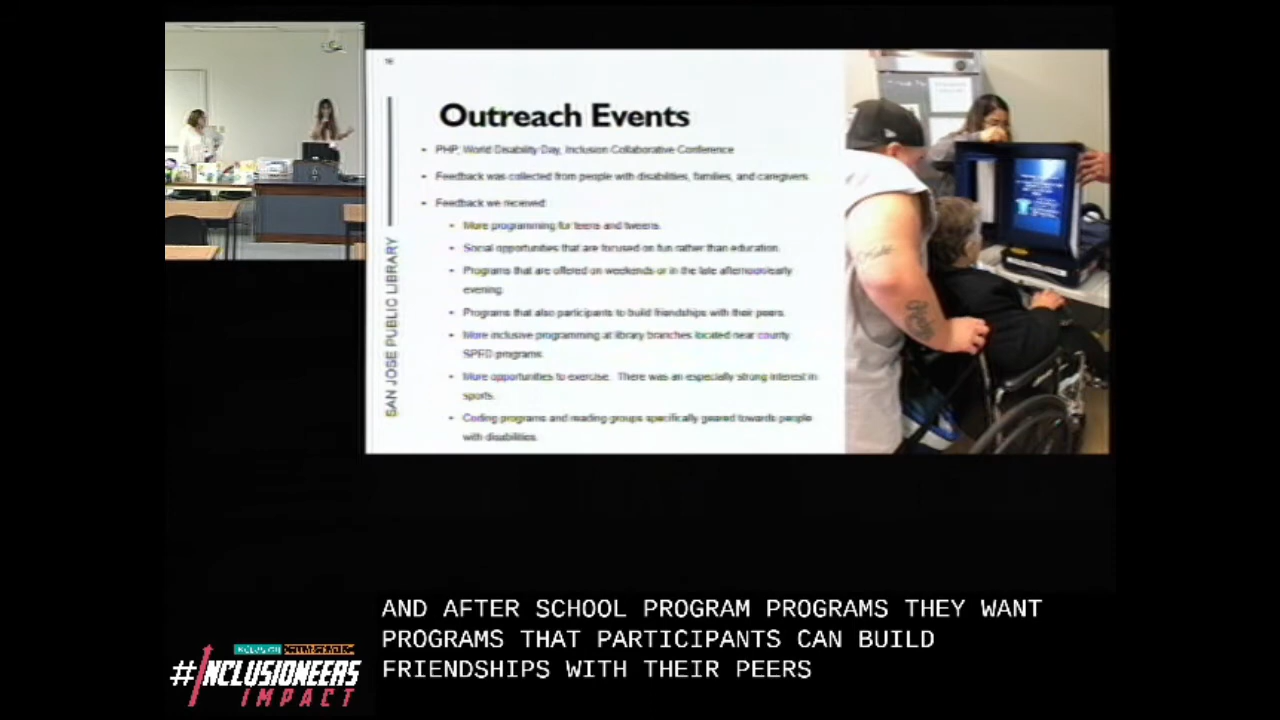 16
Outreach Events
• PHP, World Disability Day, Inclusion Collaborative Conference
• Feedback was collected from people with disabilities, families, and caregivers
• Feedback we received:
• More programming for teens and tweens.
• Social opportunities that are focused on fun rather than education.
• Programs that are offered on weekends or in the late afternoon/early
evening.
• Programs that also participants to build friendships with their peers.
• More inclusive programming at library branches located near county
SPED programs.
• More opportunities to exercise. There was an especially strong interest in
sports.
• Coding programs and reading groups specifically geared towards people
with disabilities.
SAN JOSE PUBLIC LIBRARY
AND AFTER SCHOOL PROGRAM PROGRAMS THEY WANT
PROGRAMS THAT PARTICIPANTS CAN BUILD
FRIENDSHIPS WITH THEIR PEERS
INCLUSION COLLABORATIVE
#INCLUSIONEERS
IMPACT